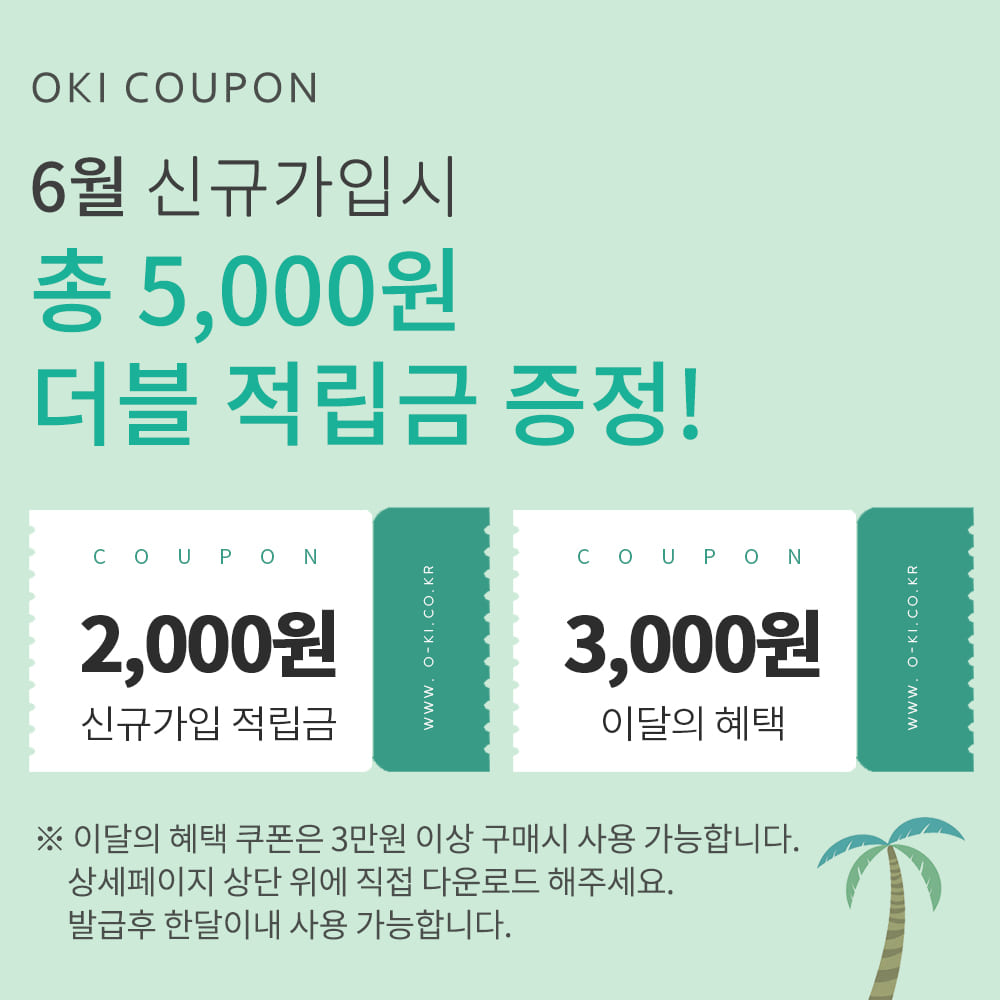 OKI COUPON
6월 신규가입시
총 5,000원
더블 적립금 증정!
COUPON
2,000원
신규가입 적립금
WWW. O-KI.CO.KR
COUPON
3,000원
이달의 혜택
WWW. O-KI.CO.KR
※ 이달의 혜택 쿠폰은 3만원 이상 구매시 사용 가능합니다.
상세페이지 상단 위에 직접 다운로드 해주세요.
발급후 한달이내 사용 가능합니다.